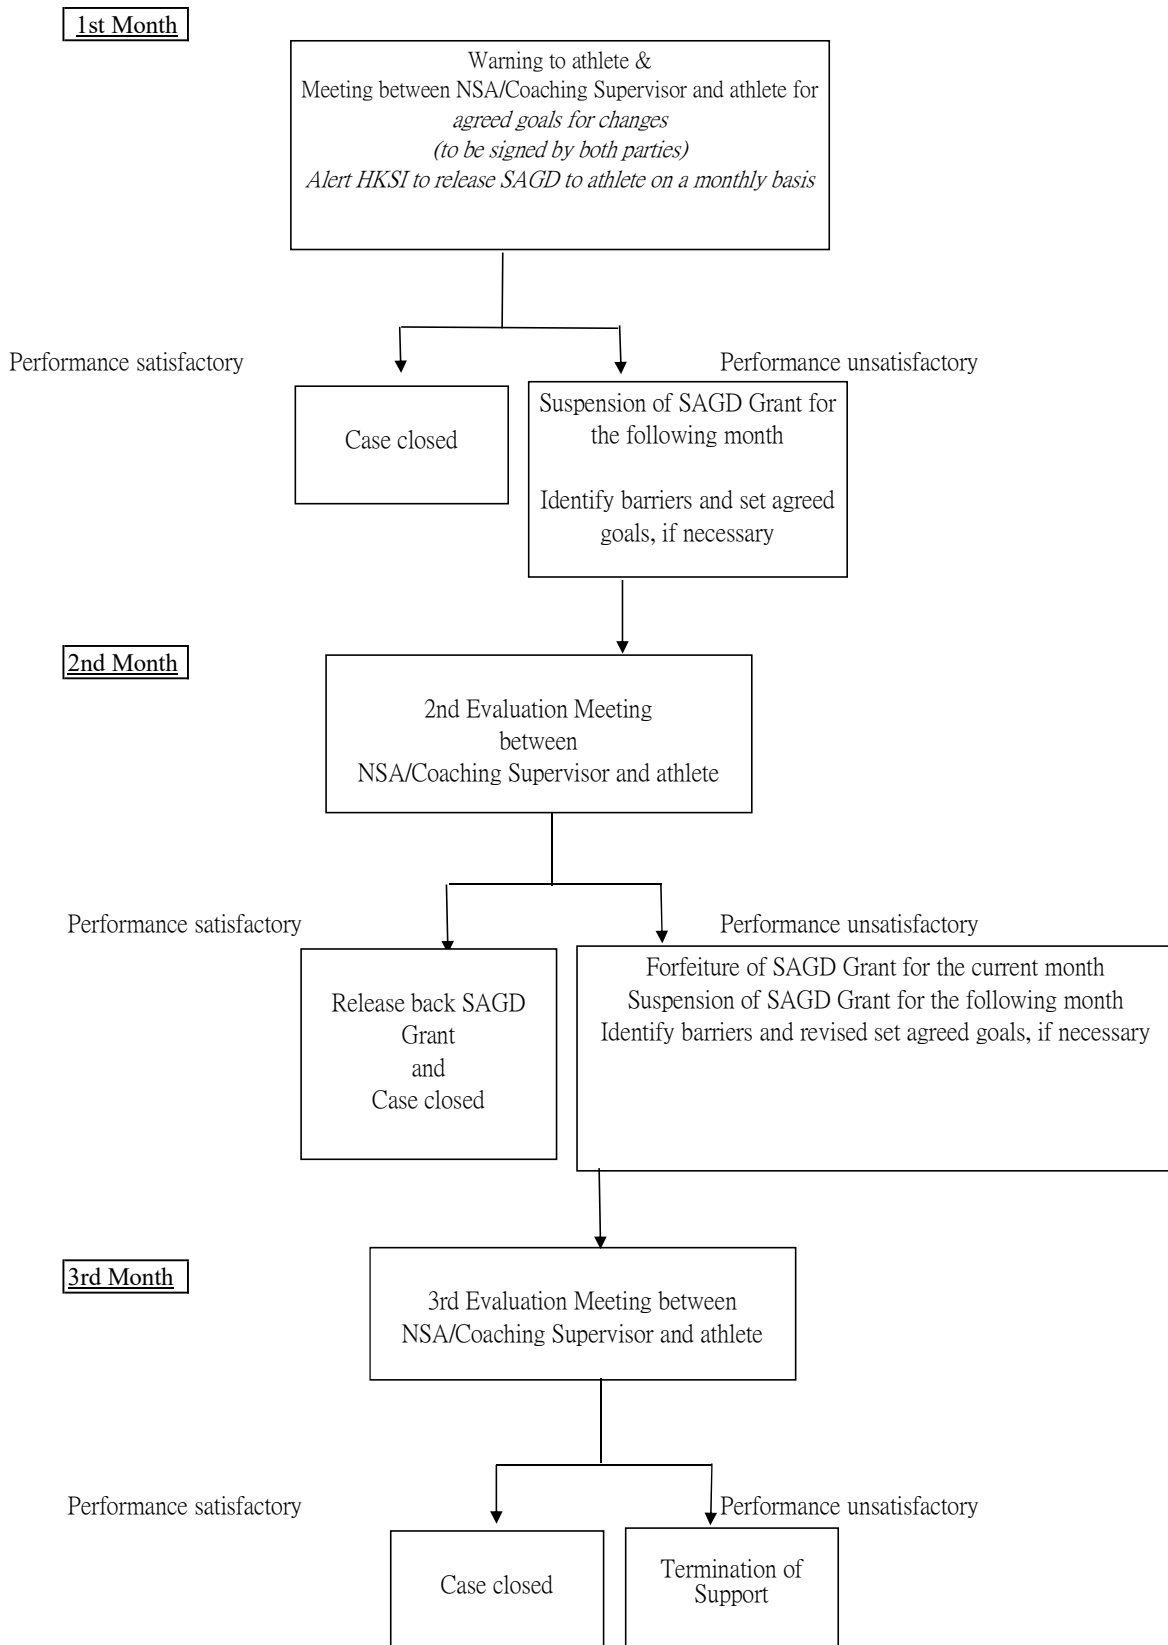 1st Month
Warning to athlete &
Meeting between NSA/Coaching Supervisor and athlete for
agreed goals for changes
(to be signed by both parties)
Alert HKSI to release SAGD to athlete on a monthly basis
Performance satisfactory
Performance unsatisfactory
Case closed
Suspension of SAGD Grant for
the following month
Identify barriers and set agreed
goals, if necessary
2nd Month
2nd Evaluation Meeting
between
NSA/Coaching Supervisor and athlete
Performance satisfactory
Performance unsatisfactory
Release back SAGD
Grant
and
Case closed
Forfeiture of SAGD Grant for the current month
Suspension of SAGD Grant for the following month
Identify barriers and revised set agreed goals, if necessary
3rd Month
3rd Evaluation Meeting between
NSA/Coaching Supervisor and athlete
Performance satisfactory
Performance unsatisfactory
Case closed
Termination of
Support